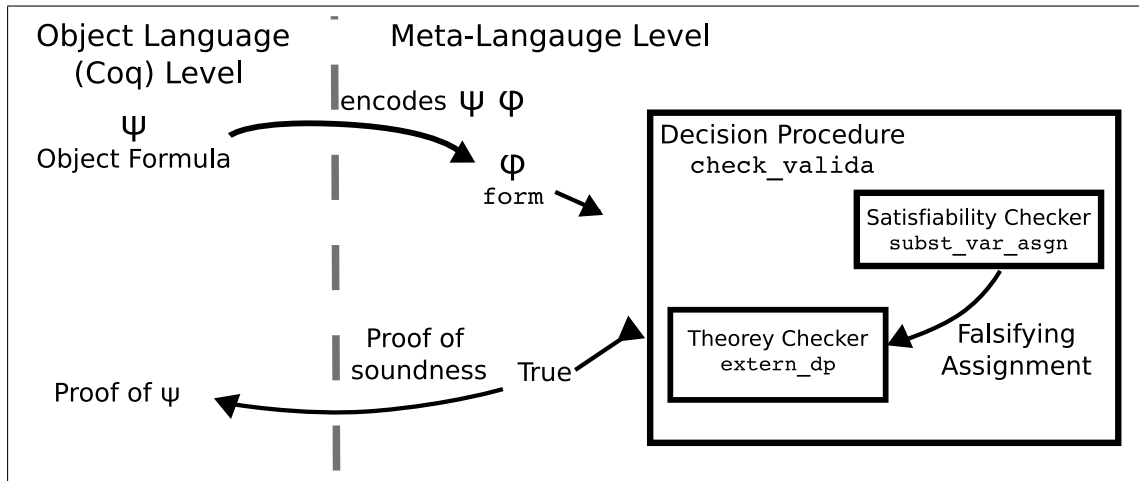 Object Language
(Coq) Level
Meta-Langauge Level
encodes ψ φ
ψ
Object Formula
φ
form
Decision Procedure
check_valida
Satisfiability Checker
subst_var_asgn
Theorey Checker
extern_dp
Falsifying
Assignment
Proof of
soundness
True
Proof of ψ